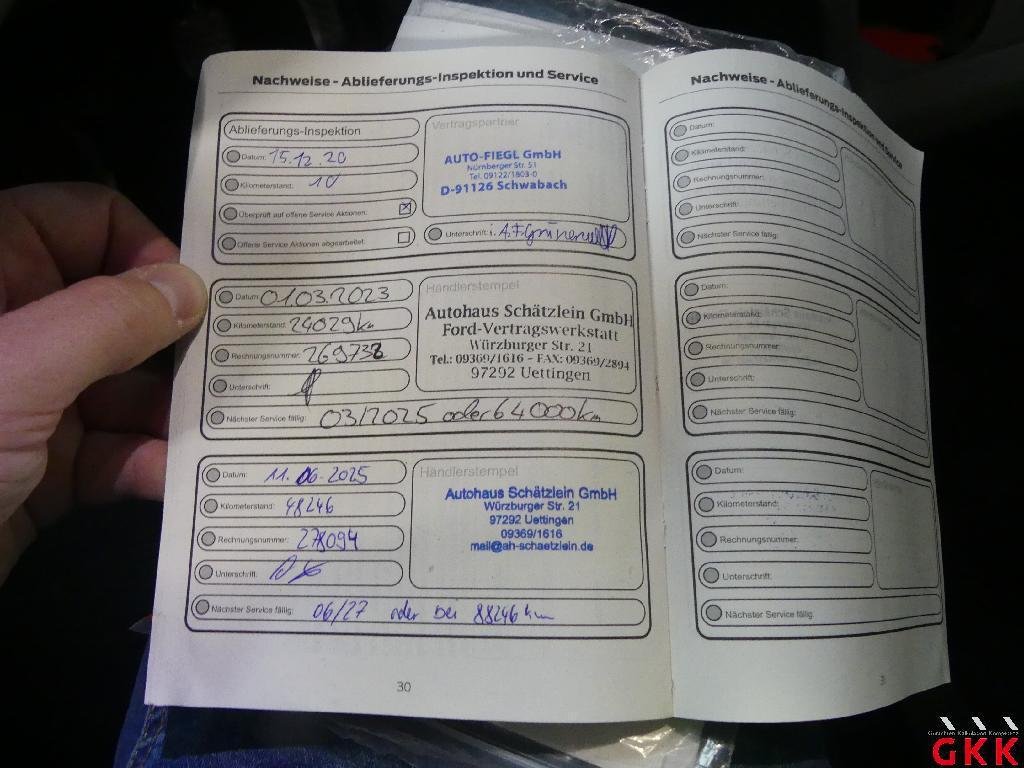 Nachweise - Ablieferungs-Inspektion und Service
Ablieferungs-Inspektion
Datum: 15.12.20
Kilometerstand: 10
Überprüft auf offene Service Aktionen:
Offene Service Aktionen abgearbeitet:
Vertragspartner
AUTO-FIEGL GmbH
Nürnberger Str. 51
Tel. 09122/1803-0
D-91126 Schwabach
Unterschrift: i. A.
Datum: 01.03.2023
Kilometerstand: 24029 km
Rechnungsnummer: 269738
Unterschrift:
Nächster Service fällig: 03/2025 oder 64000km
Händlerstempel
Autohaus Schätzlein GmbH
Ford-Vertragswerkstatt
Würzburger Str. 21
Tel.: 09369/1616 - FAX: 09369/2894
97292 Uettingen
Datum: 11.06.2025
Kilometerstand: 48246
Rechnungsnummer: 278094
Unterschrift:
Nächster Service fällig: 06/27 oder bei 88246 km
Händlerstempel
Autohaus Schätzlein GmbH
Würzburger Str. 21
97292 Uettingen
09369/1616
mail@ah-schaetzlein.de
30
Nachweise - Ablieferungs-Inspektion und Service
Datum:
Kilometerstand:
Rechnungsnummer:
Unterschrift:
Nächster Service fällig:
Datum:
Kilometerstand:
Rechnungsnummer:
Unterschrift:
Nächster Service fällig:
Datum:
Kilometerstand:
Rechnungsnummer:
Unterschrift:
Nächster Service fällig:
Gutachten Kalkulation Kompetenz
GKK